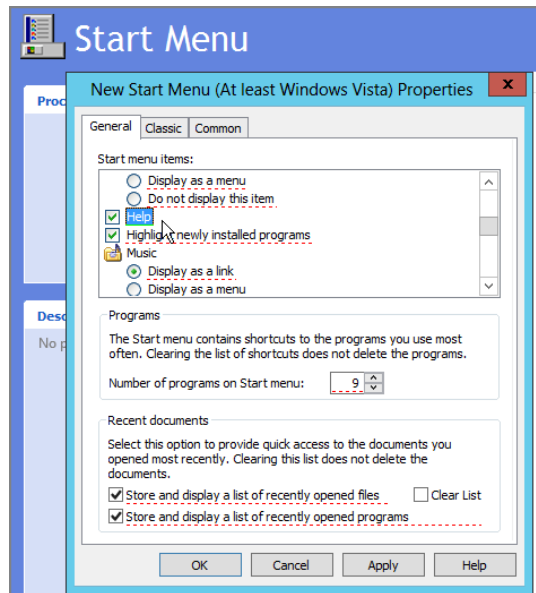 Start Menu
Proc
New Start Menu (At least Windows Vista) Properties
x
General Classic Common
Start menu items:
Display as a menu
Do not display this item
Help
Highlight newly installed programs
Music
Display as a link
Display as a menu
Desc
No p
Programs
The Start menu contains shortcuts to the programs you use most
often. Clearing the list of shortcuts does not delete the programs.
Number of programs on Start menu: 9
Recent documents
Select this option to provide quick access to the documents you
opened most recently. Clearing this list does not delete the
documents.
Store and display a list of recently opened files Clear List
Store and display a list of recently opened programs
OK Cancel Apply Help